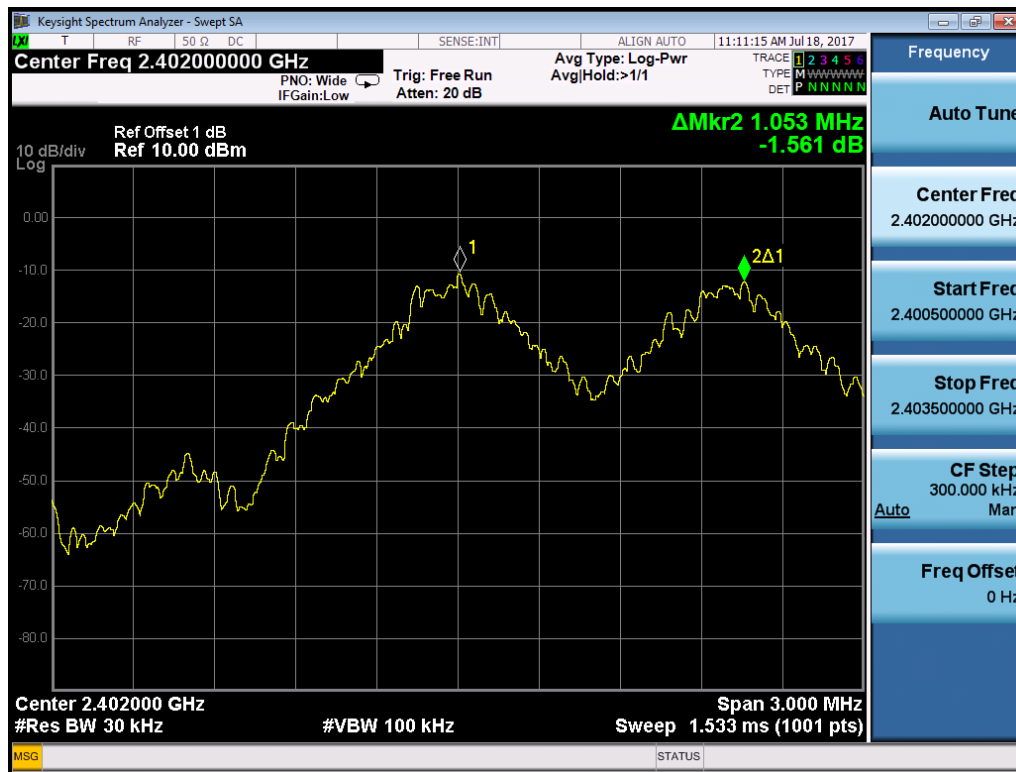 Keysight Spectrum Analyzer - Swept SA
LXI T RF 50 Ω DC SENSE:INT ALIGN AUTO 11:11:15 AM Jul 18, 2017
Center Freq 2.402000000 GHz
PNO: Wide
IFGain:Low
Trig: Free Run
Atten: 20 dB
Avg Type: Log-Pwr
Avg|Hold:>1/1
TRACE 1 2 3 4 5 6
TYPE M W W W W W
DET P N N N N N
ΔMkr2 1.053 MHz
-1.561 dB
Ref Offset 1 dB
Ref 10.00 dBm
10 dB/div
Log
0.00
-10.0
-20.0
-30.0
-40.0
-50.0
-60.0
-70.0
-80.0
1
2Δ1
Center 2.402000 GHz
Span 3.000 MHz
#Res BW 30 kHz
#VBW 100 kHz
Sweep 1.533 ms (1001 pts)
Frequency
Auto Tune
Center Freq
2.402000000 GHz
Start Freq
2.400500000 GHz
Stop Freq
2.403500000 GHz
CF Step
300.000 kHz
Auto Man
Freq Offset
0 Hz
MSG
STATUS